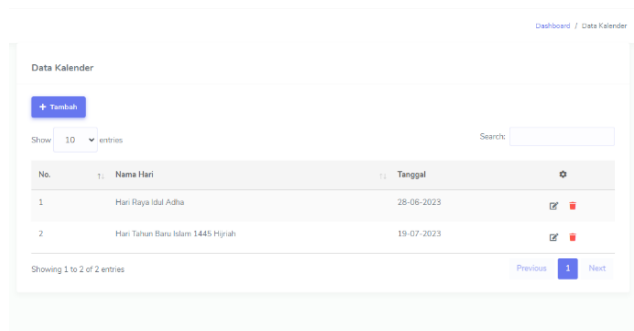 Dashboard / Data Kalender
Data Kalender
+ Tambah
Show 10 entries
Search:
No. Nama Hari Tanggal
1 Hari Raya Idul Adha 28-06-2023
2 Hari Tahun Baru Islam 1445 Hijriah 19-07-2023
Showing 1 to 2 of 2 entries
Previous 1 Next